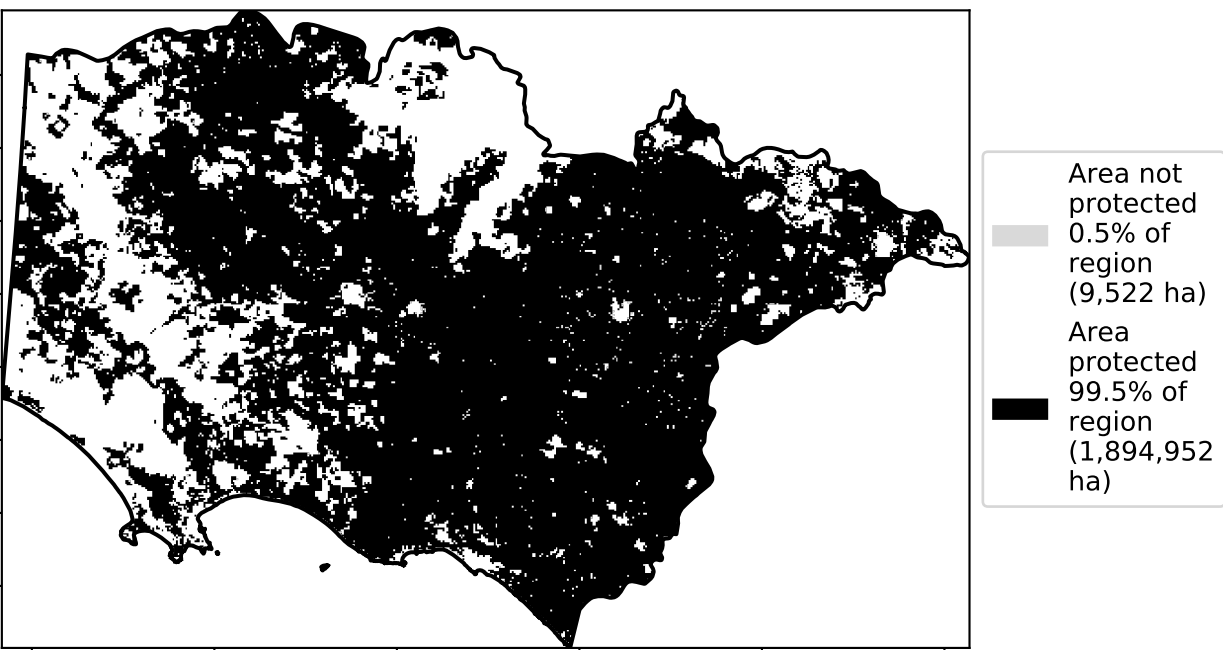 Area not
protected
0.5% of
region
(9,522 ha)
Area
protected
99.5% of
region
(1,894,952
ha)